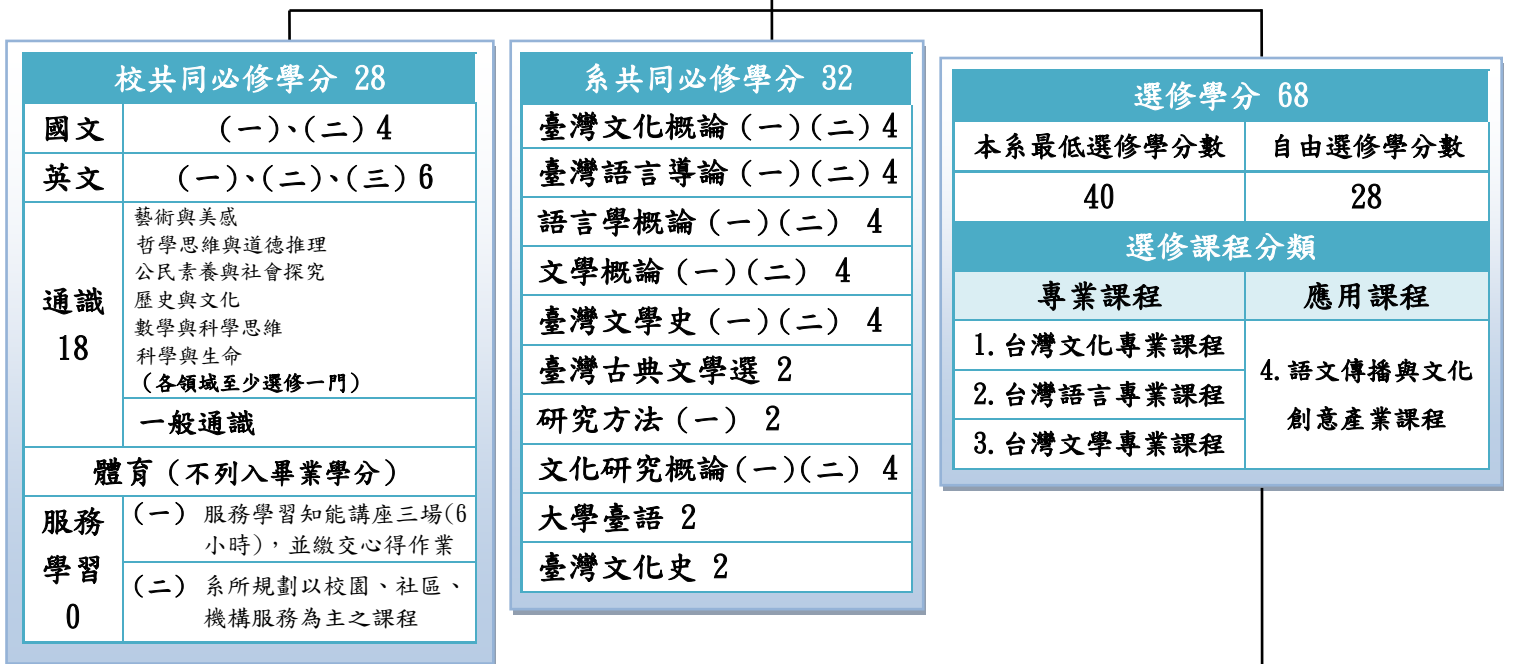 校共同必修學分 28
國文 (一)、(二) 4
英文 (一)、(二)、(三) 6
通識
18
藝術與美感
哲學思維與道德推理
公民素養與社會探究
歷史與文化
數學與科學思維
科學與生命
(各領域至少選修一門)
一般通識
體育 (不列入畢業學分)
服務
學習
0
(一) 服務學習知能講座三場(6
小時),並繳交心得作業
(二) 系所規劃以校園、社區、
機構服務為主之課程
系共同必修學分 32
臺灣文化概論 (一)(二) 4
臺灣語言導論 (一)(二) 4
語言學概論 (一)(二) 4
文學概論 (一)(二) 4
臺灣文學史 (一)(二) 4
臺灣古典文學選 2
研究方法 (一) 2
文化研究概論(一)(二) 4
大學臺語 2
臺灣文化史 2
選修學分 68
本系最低選修學分數 自由選修學分數
40 28
選修課程分類
專業課程 應用課程
1. 台灣文化專業課程
2. 台灣語言專業課程
3. 台灣文學專業課程
4. 語文傳播與文化
創意產業課程